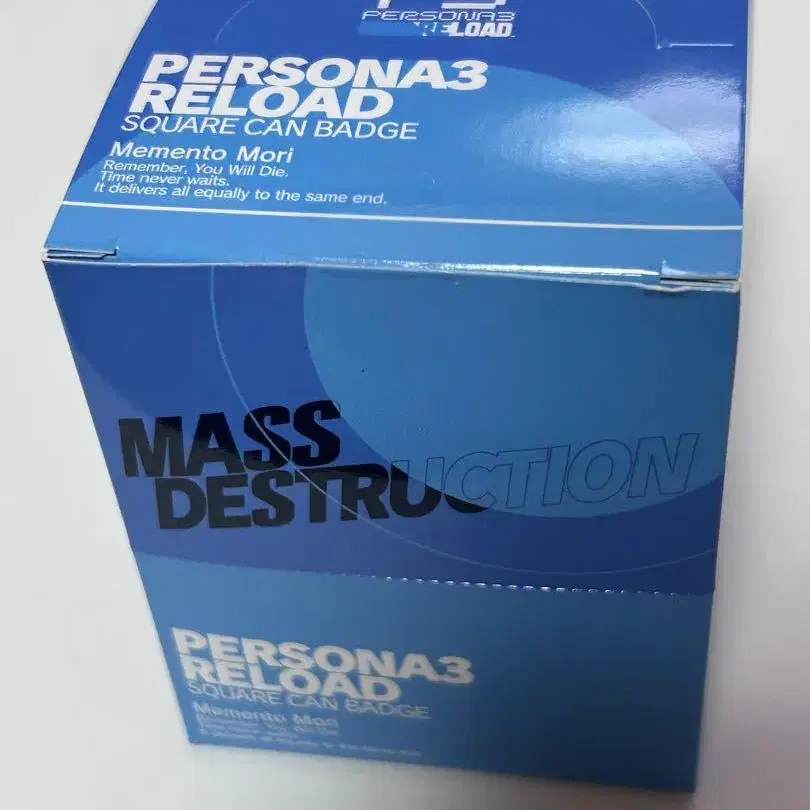 PERSONA3
RELOAD
PERSONA3
RELOAD
SQUARE CAN BADGE
Memento Mori
Remember, You Will Die.
Time never waits.
It delivers all equally to the same end.
MASS
DESTRUCTION
PERSONA3
RELOAD
SQUARE CAN BADGE
Memento Mori